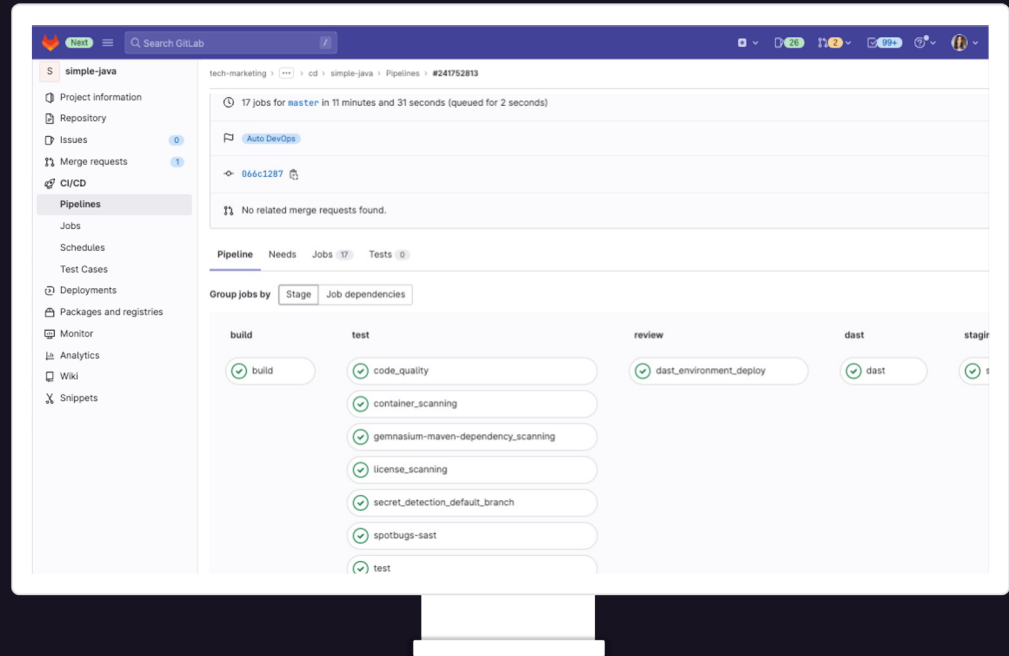 Next Search GitLab / 26 2 99+
S simple-java
tech-marketing › ••• › cd › simple-java › Pipelines › #241752813
Project information
Repository
Issues 0
Merge requests 1
CI/CD
Pipelines
Jobs
Schedules
Test Cases
Deployments
Packages and registries
Monitor
Analytics
Wiki
Snippets
17 jobs for master in 11 minutes and 31 seconds (queued for 2 seconds)
Auto DevOps
066c1287
No related merge requests found.
Pipeline Needs Jobs 17 Tests 0
Group jobs by Stage Job dependencies
build test review dast stagin
build code_quality dast_environment_deploy dast s
container_scanning
gemnasium-maven-dependency_scanning
license_scanning
secret_detection_default_branch
spotbugs-sast
test